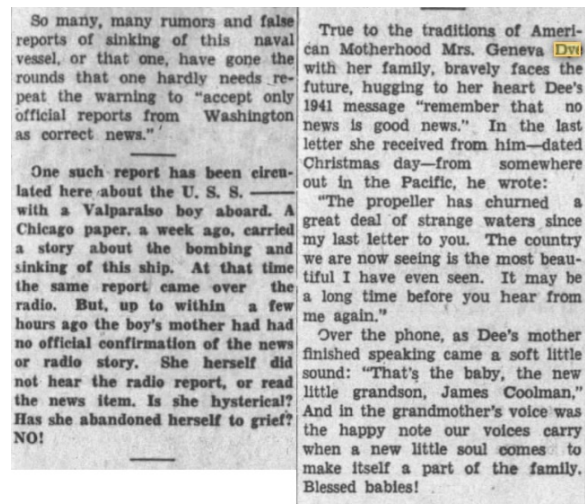 So many, many rumors and false
reports of sinking of this naval
vessel, or that one, have gone the
rounds that one hardly needs re-
peat the warning to "accept only
official reports from Washington
as correct news."
One such report has been circu-
lated here about the U. S. S. ———
with a Valparaiso boy aboard. A
Chicago paper, a week ago, carried
a story about the bombing and
sinking of this ship. At that time
the same report came over the
radio. But, up to within a few
hours ago the boy's mother had had
no official confirmation of the news
or radio story. She herself did
not hear the radio report, or read
the news item. Is she hysterical?
Has she abandoned herself to grief?
NO!
True to the traditions of Ameri-
can Motherhood Mrs. Geneva Dye
with her family, bravely faces the
future, hugging to her heart Dee's
1941 message "remember that no
news is good news." In the last
letter she received from him—dated
Christmas day—from somewhere
out in the Pacific, he wrote:
"The propeller has churned a
great deal of strange waters since
my last letter to you. The country
we are now seeing is the most beau-
tiful I have even seen. It may be
a long time before you hear from
me again."
Over the phone, as Dee's mother
finished speaking came a soft little
sound: "That's the baby, the new
little grandson, James Coolman,"
And in the grandmother's voice was
the happy note our voices carry
when a new little soul comes to
make itself a part of the family.
Blessed babies!